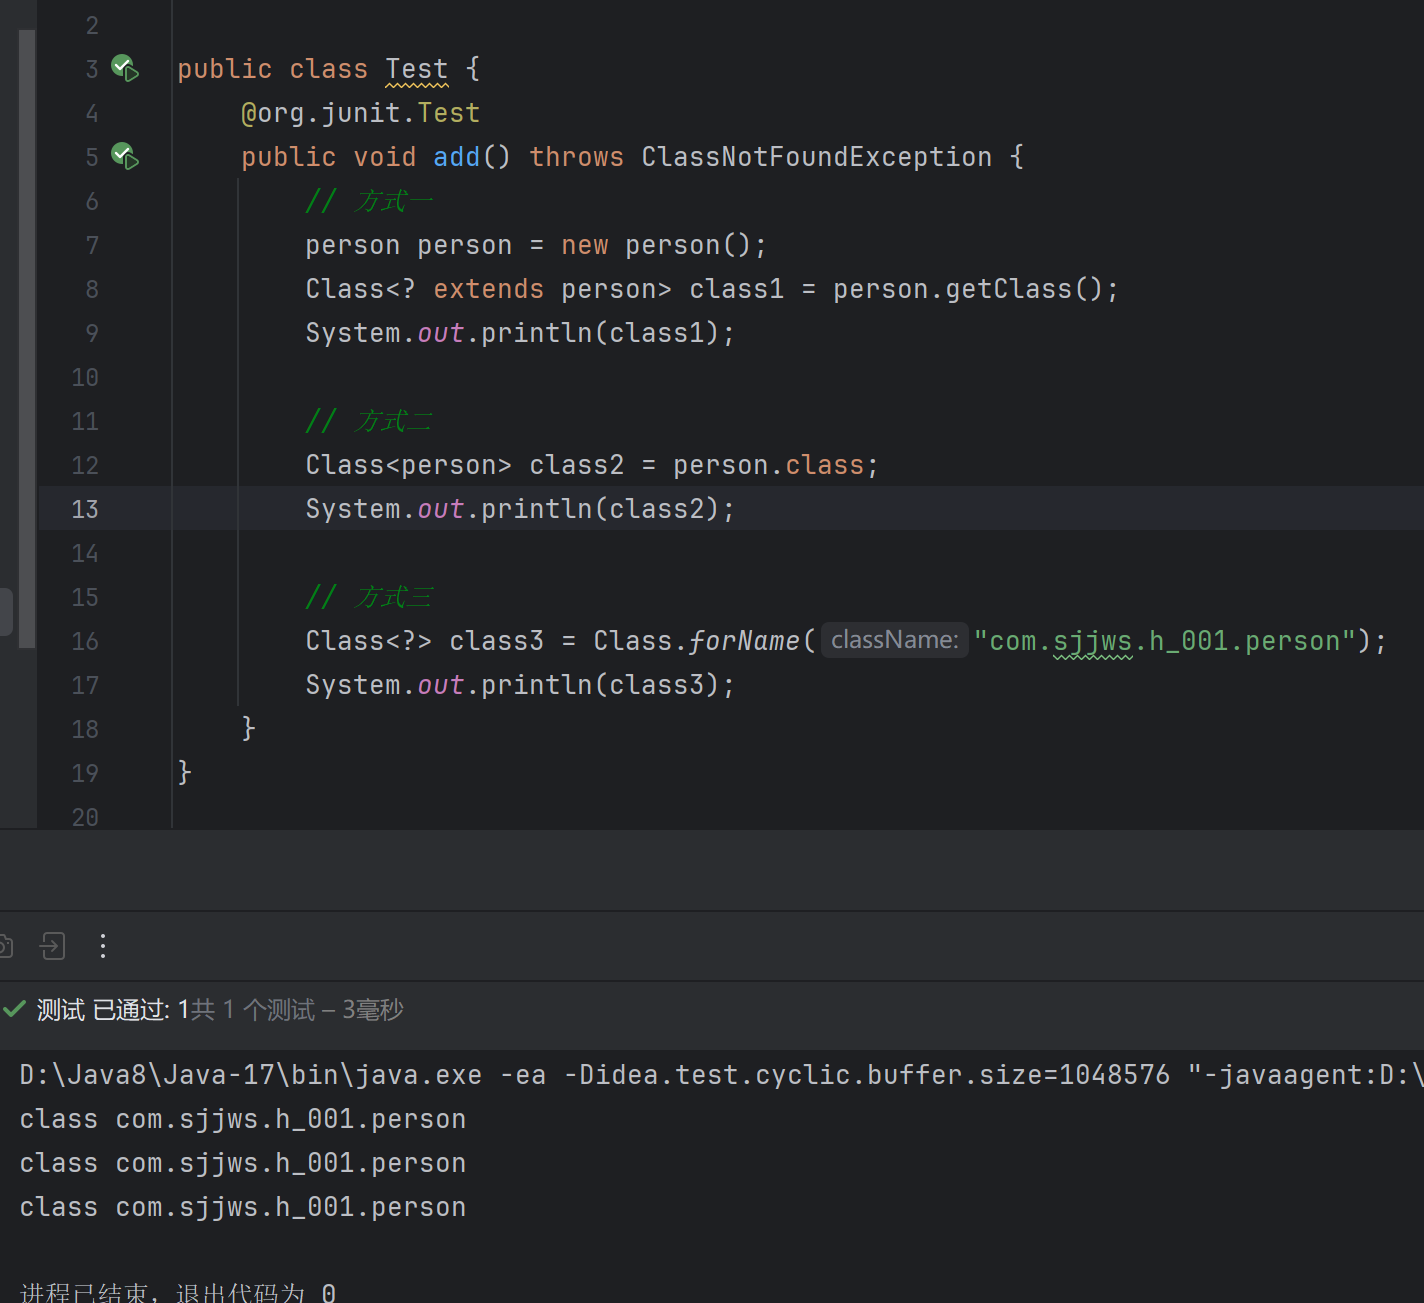 2
3 public class Test {
4 @org.junit.Test
5 public void add() throws ClassNotFoundException {
6 // 方式一
7 person person = new person();
8 Class<? extends person> class1 = person.getClass();
9 System.out.println(class1);
10
11 // 方式二
12 Class<person> class2 = person.class;
13 System.out.println(class2);
14
15 // 方式三
16 Class<?> class3 = Class.forName( className: "com.sjjws.h_001.person");
17 System.out.println(class3);
18 }
19 }
20
测试 已通过: 1共 1 个测试 – 3毫秒
D:\Java8\Java-17\bin\java.exe -ea -Didea.test.cyclic.buffer.size=1048576 "-javaagent:D:\
class com.sjjws.h_001.person
class com.sjjws.h_001.person
class com.sjjws.h_001.person
进程已结束，退出代码为 0